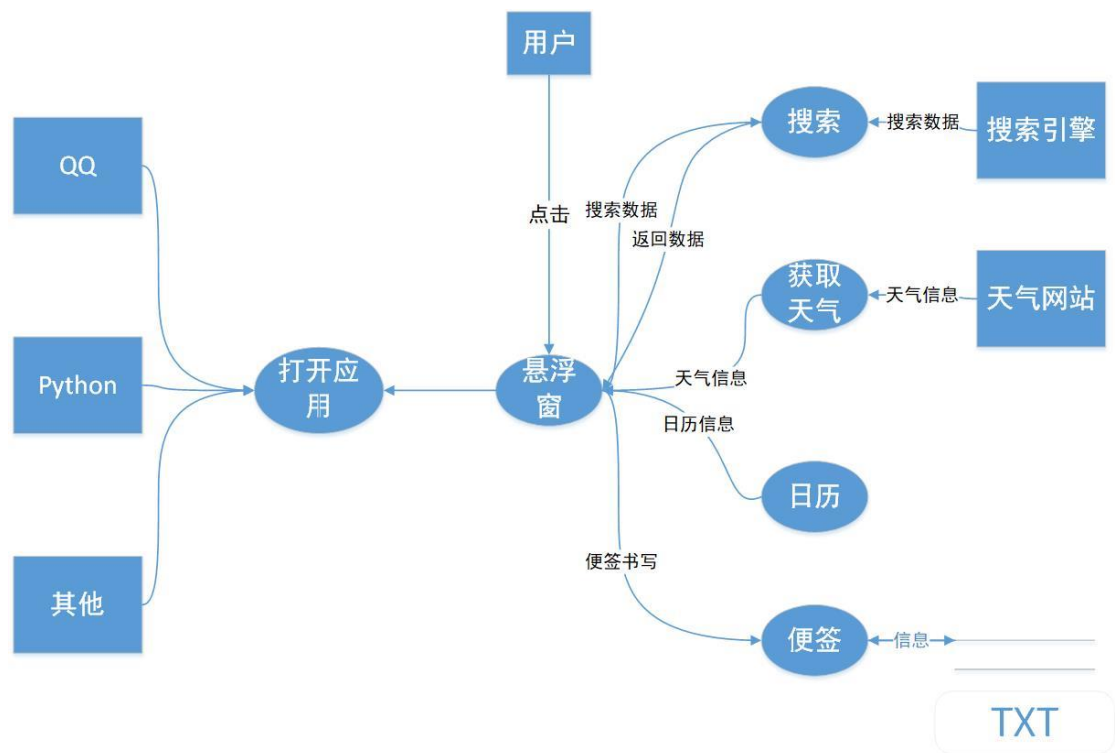 用户
搜索
搜索数据
搜索引擎
QQ
点击
搜索数据
返回数据
获取
天气
天气信息
天气网站
Python
打开应
用
悬浮
窗
天气信息
日历信息
日历
便签书写
其他
便签
信息
TXT